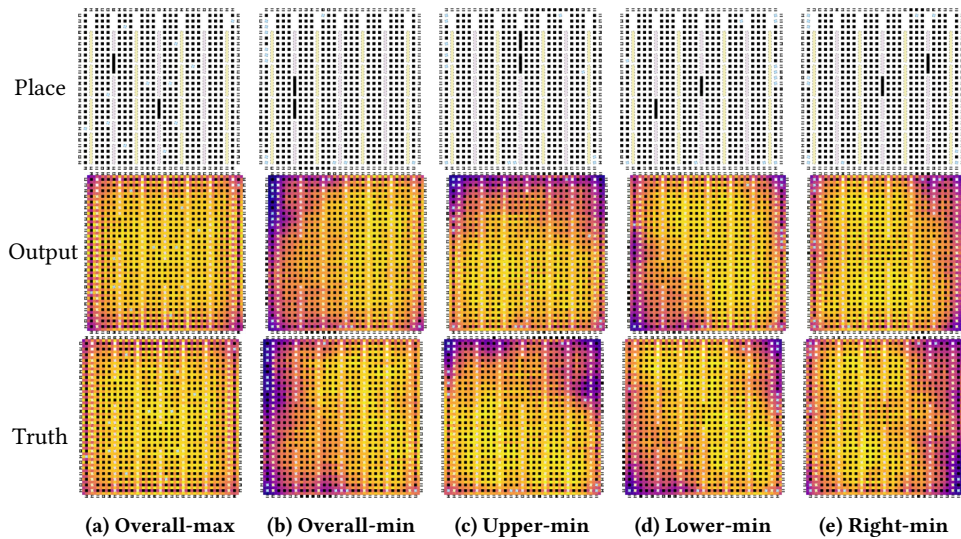 Place
Output
Truth
(a) Overall-max (b) Overall-min (c) Upper-min (d) Lower-min (e) Right-min